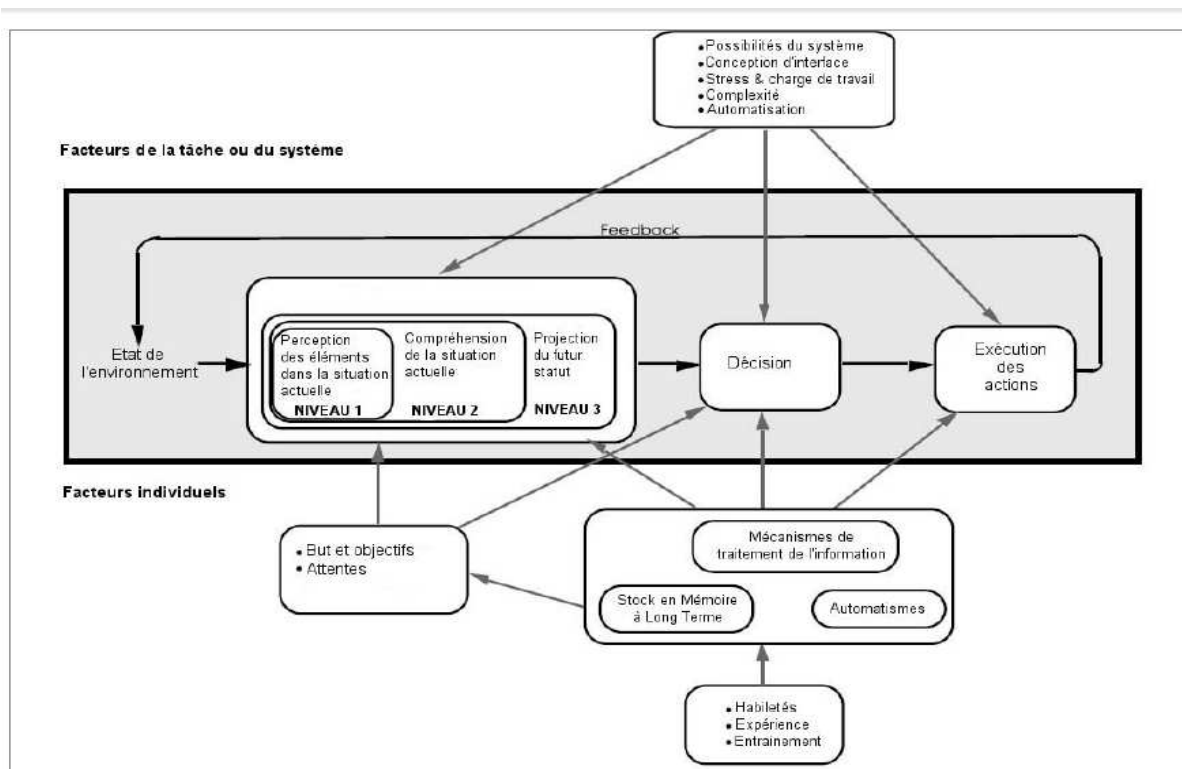 •Possibilités du système
•Conception d'interface
•Stress & charge de travail
•Complexité
•Automatisation
Facteurs de la tâche ou du système
Feedback
Etat de
l'environnement
Perception
des éléments
dans la situation
actuelle
NIVEAU 1
Compréhension
de la situation
actuelle
NIVEAU 2
Projection
du futur
statut
NIVEAU 3
Décision
Exécution
des
actions
Facteurs individuels
• But et objectifs
• Attentes
Mécanismes de
traitement de l'information
Stock en Mémoire
à Long Terme
Automatismes
•Habiletés
•Expérience
•Entrainement